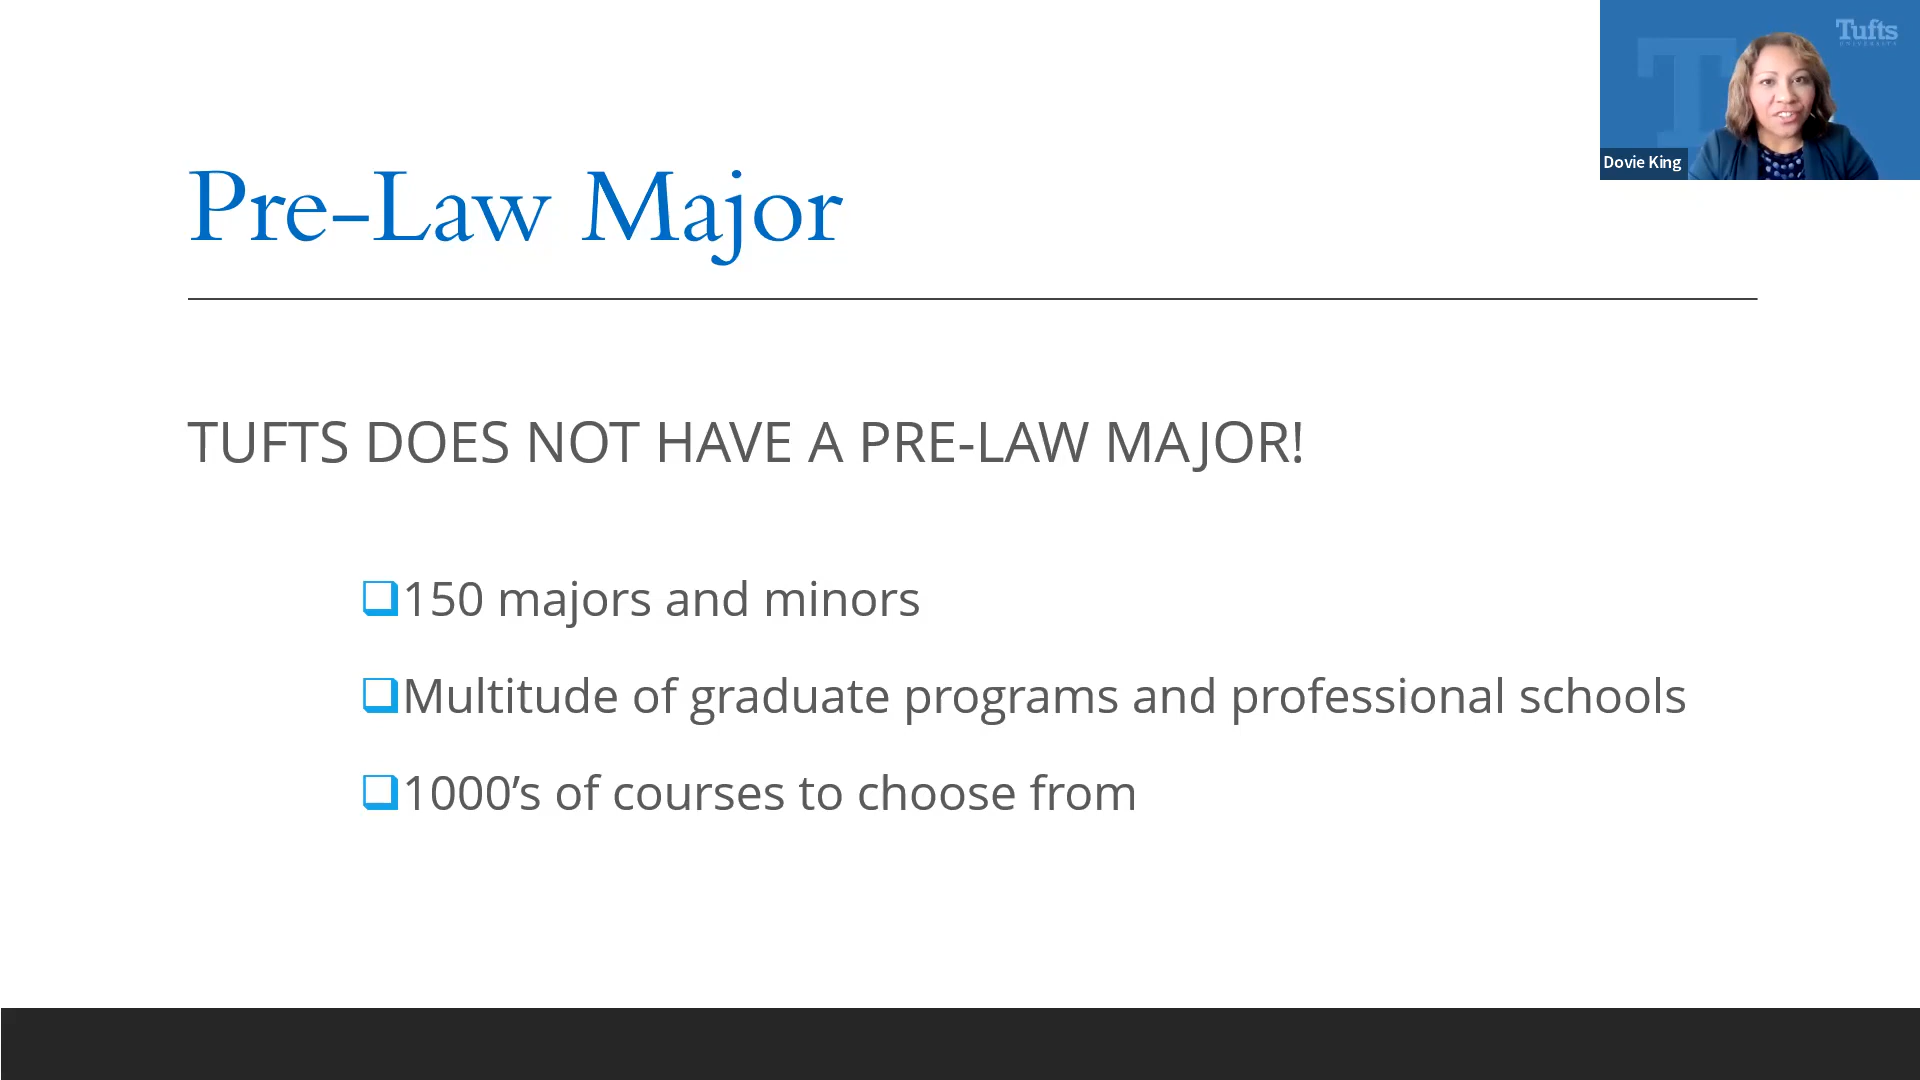 Tufts
UNIVERSITY
Dovie King
Pre-Law Major
TUFTS DOES NOT HAVE A PRE-LAW MAJOR!
❑150 majors and minors
❑Multitude of graduate programs and professional schools
❑1000’s of courses to choose from